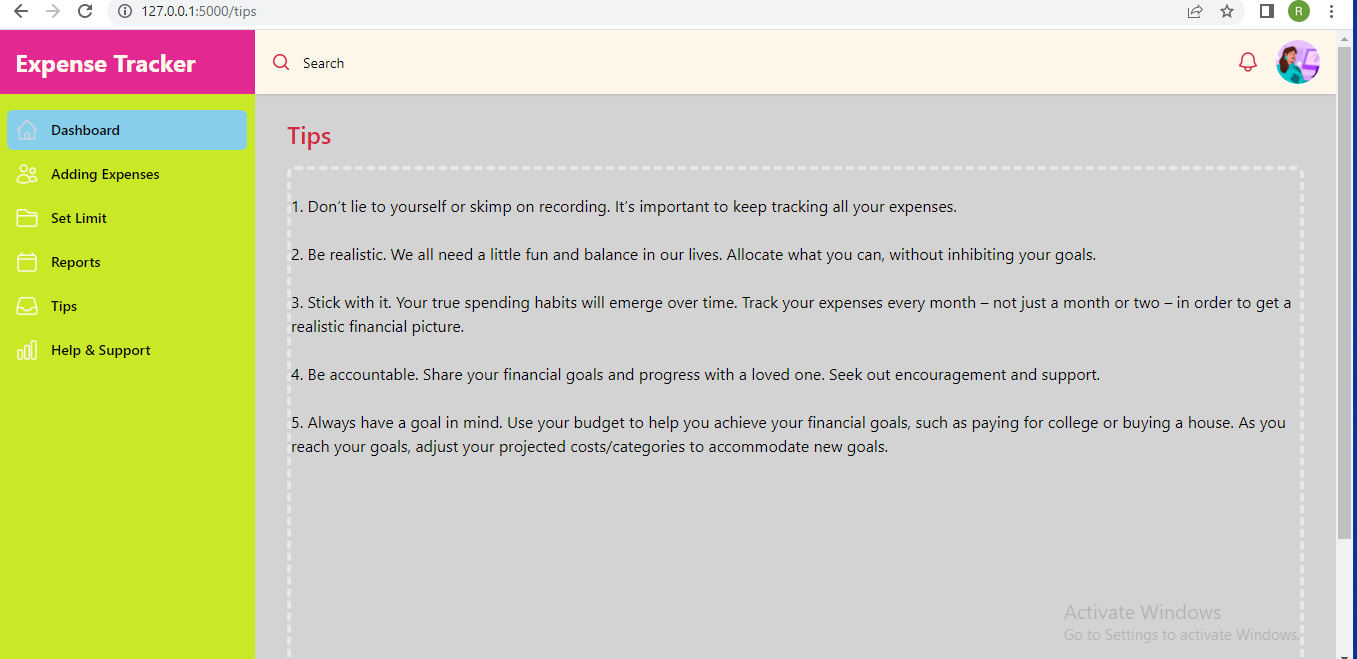 127.0.0.1:5000/tips
R
Expense Tracker
Search
Dashboard
Adding Expenses
Set Limit
Reports
Tips
Help & Support
Tips
1. Don’t lie to yourself or skimp on recording. It’s important to keep tracking all your expenses.
2. Be realistic. We all need a little fun and balance in our lives. Allocate what you can, without inhibiting your goals.
3. Stick with it. Your true spending habits will emerge over time. Track your expenses every month – not just a month or two – in order to get a
realistic financial picture.
4. Be accountable. Share your financial goals and progress with a loved one. Seek out encouragement and support.
5. Always have a goal in mind. Use your budget to help you achieve your financial goals, such as paying for college or buying a house. As you
reach your goals, adjust your projected costs/categories to accommodate new goals.
Activate Windows
Go to Settings to activate Windows.